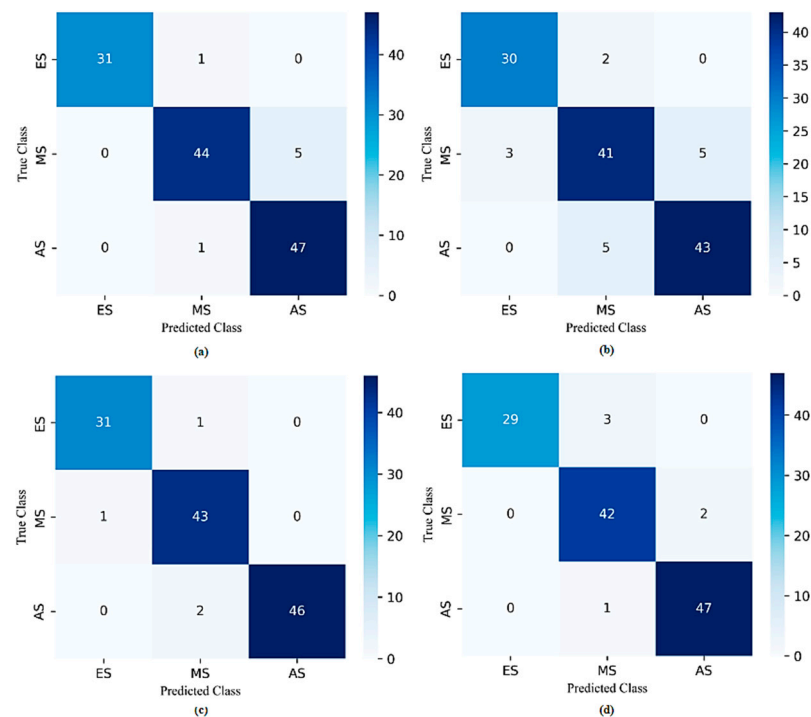 ES 31 1 0
MS 0 44 5
AS 0 1 47
True Class
ES MS AS
Predicted Class
40
30
20
10
0
(a)
ES 30 2 0
MS 3 41 5
AS 0 5 43
True Class
ES MS AS
Predicted Class
40
35
30
25
20
15
10
5
0
(b)
ES 31 1 0
MS 1 43 0
AS 0 2 46
True Class
ES MS AS
Predicted Class
40
30
20
10
0
(c)
ES 29 3 0
MS 0 42 2
AS 0 1 47
True Class
ES MS AS
Predicted Class
40
30
20
10
0
(d)